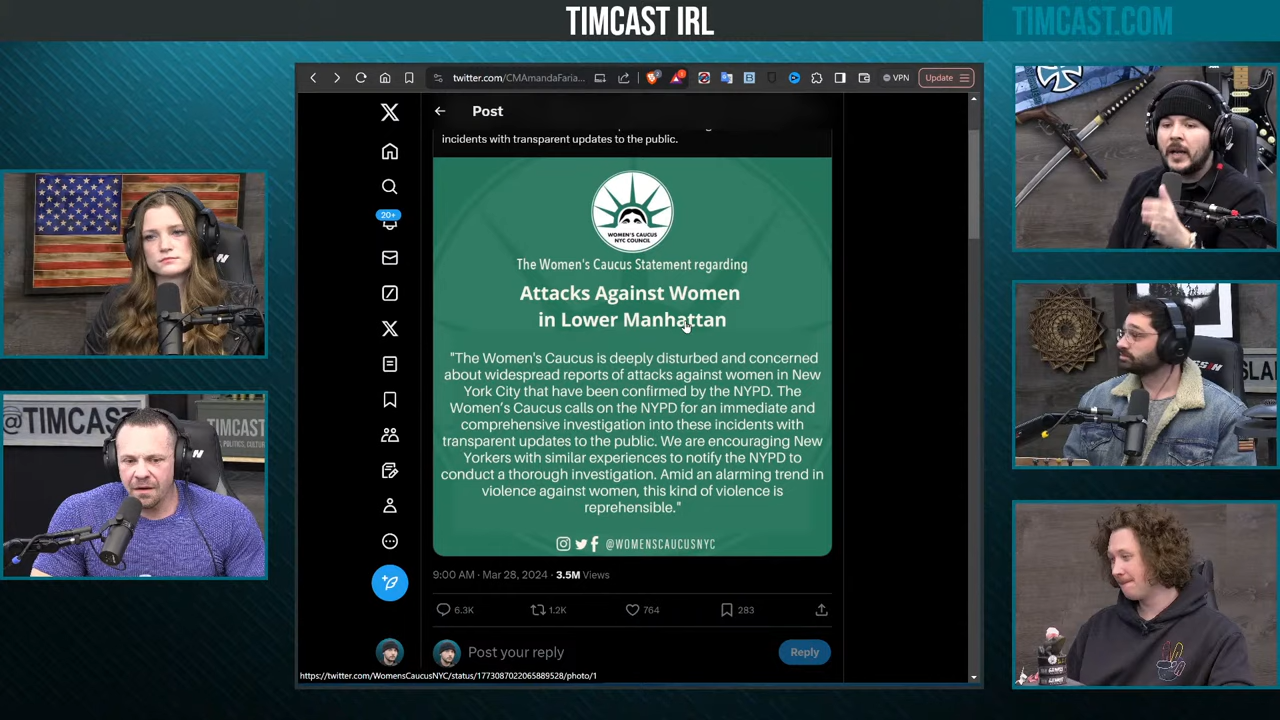 TIMCAST IRL
TIMCAST.COM
twitter.com/CMAmandaFaria...
VPN
Update
Post
incidents with transparent updates to the public.
20+
WOMEN'S CAUCUS
NYC COUNCIL
The Women's Caucus Statement regarding
Attacks Against Women
in Lower Manhattan
"The Women's Caucus is deeply disturbed and concerned
about widespread reports of attacks against women in New
York City that have been confirmed by the NYPD. The
Women's Caucus calls on the NYPD for an immediate and
comprehensive investigation into these incidents with
transparent updates to the public. We are encouraging New
Yorkers with similar experiences to notify the NYPD to
conduct a thorough investigation. Amid an alarming trend in
violence against women, this kind of violence is
reprehensible."
@WOMENSCAUCUSNYC
9:00 AM · Mar 28, 2024 · 3.5M Views
6.3K 1.2K 764 283
Post your reply
Reply
https://twitter.com/WomensCaucusNYC/status/1773087022065889528/photo/1
@TIMCAST
TIMCAST